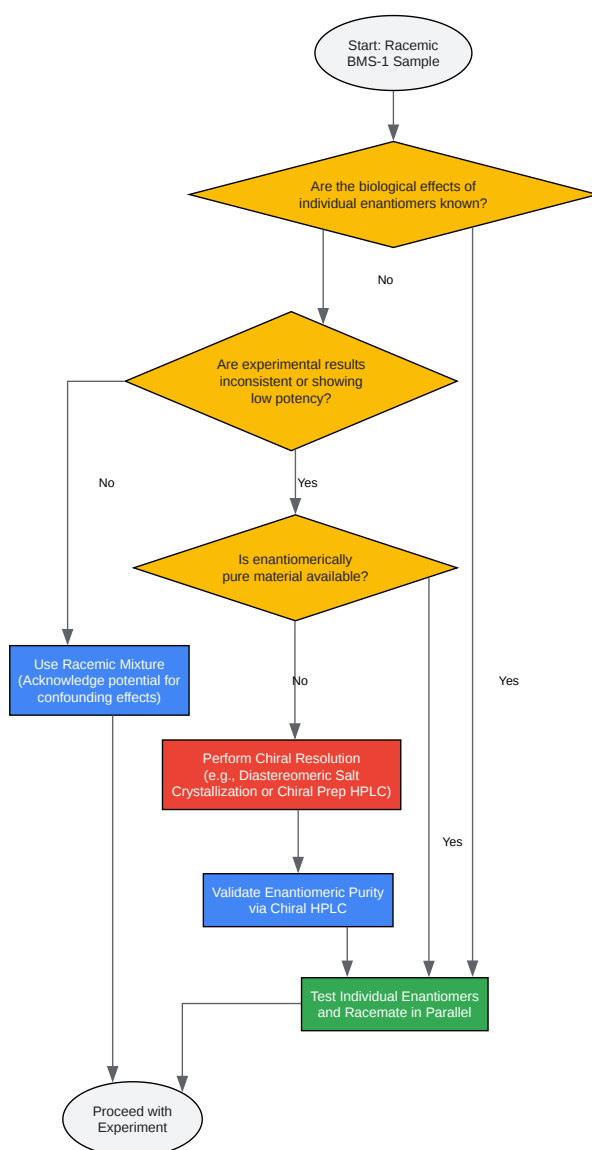 Start: Racemic
BMS-1 Sample
Are the biological effects of
individual enantiomers known?
No
Are experimental results
inconsistent or showing
low potency?
No
Yes
Is enantiomerically
pure material available?
Use Racemic Mixture
(Acknowledge potential for
confounding effects)
No
Yes
Perform Chiral Resolution
(e.g., Diastereomeric Salt
Crystallization or Chiral Prep HPLC)
Yes
Validate Enantiomeric Purity
via Chiral HPLC
Test Individual Enantiomers
and Racemate in Parallel
Proceed with
Experiment